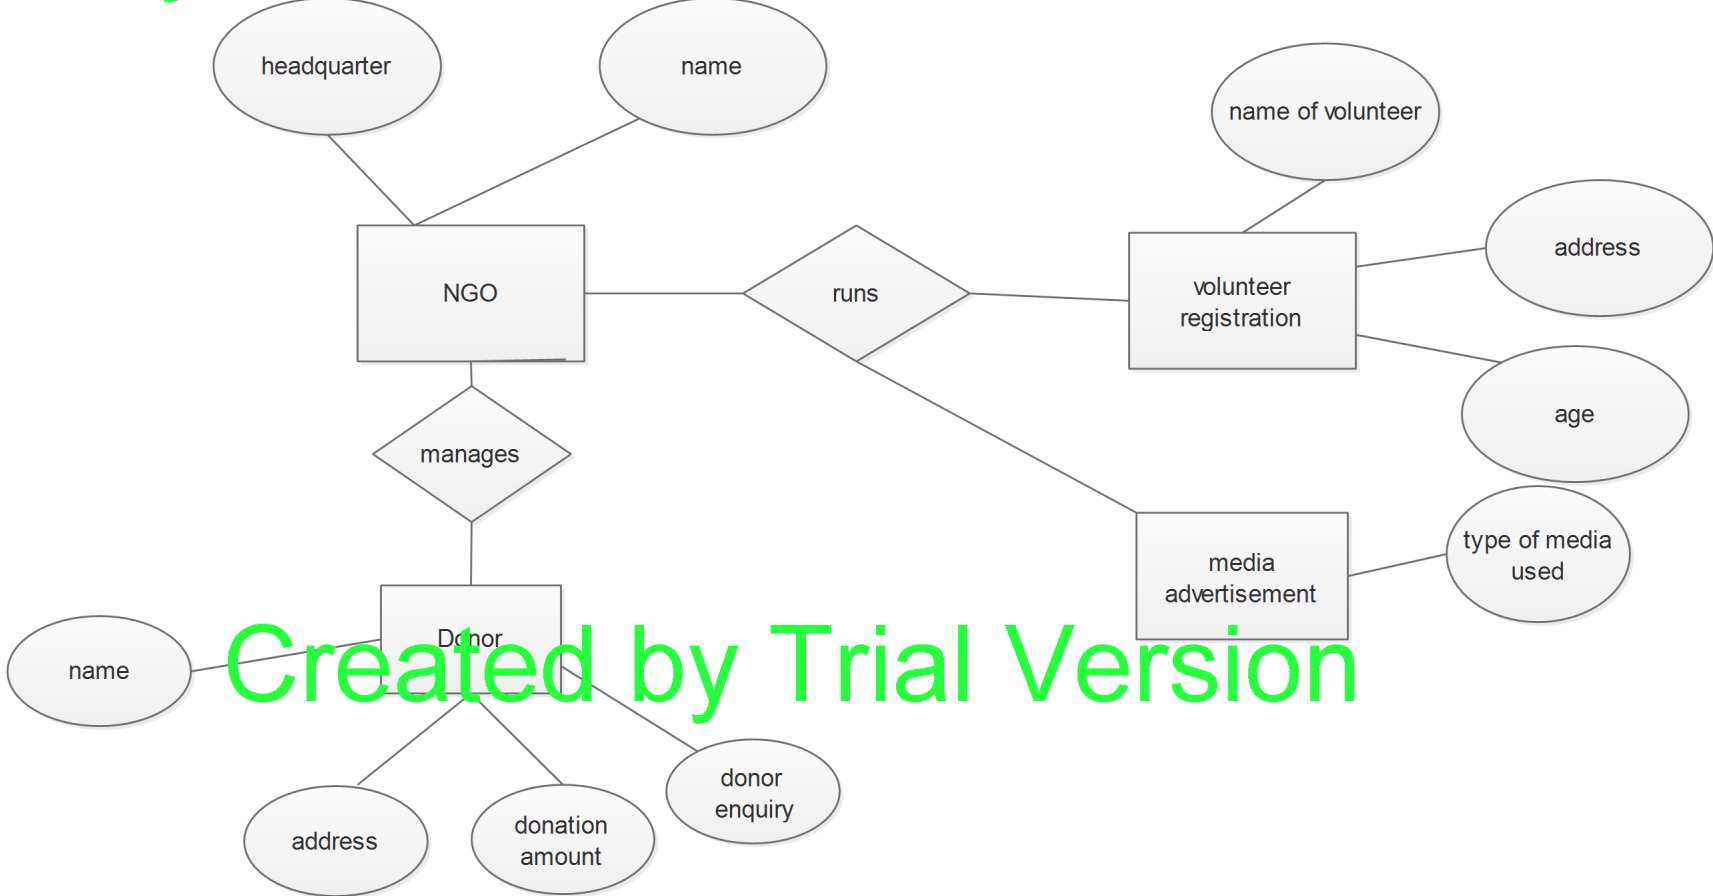 headquarter
name
name of volunteer
address
NGO
runs
volunteer
registration
age
manages
type of media
used
media
advertisement
Donor
Created by Trial Version
name
donor
enquiry
address
donation
amount